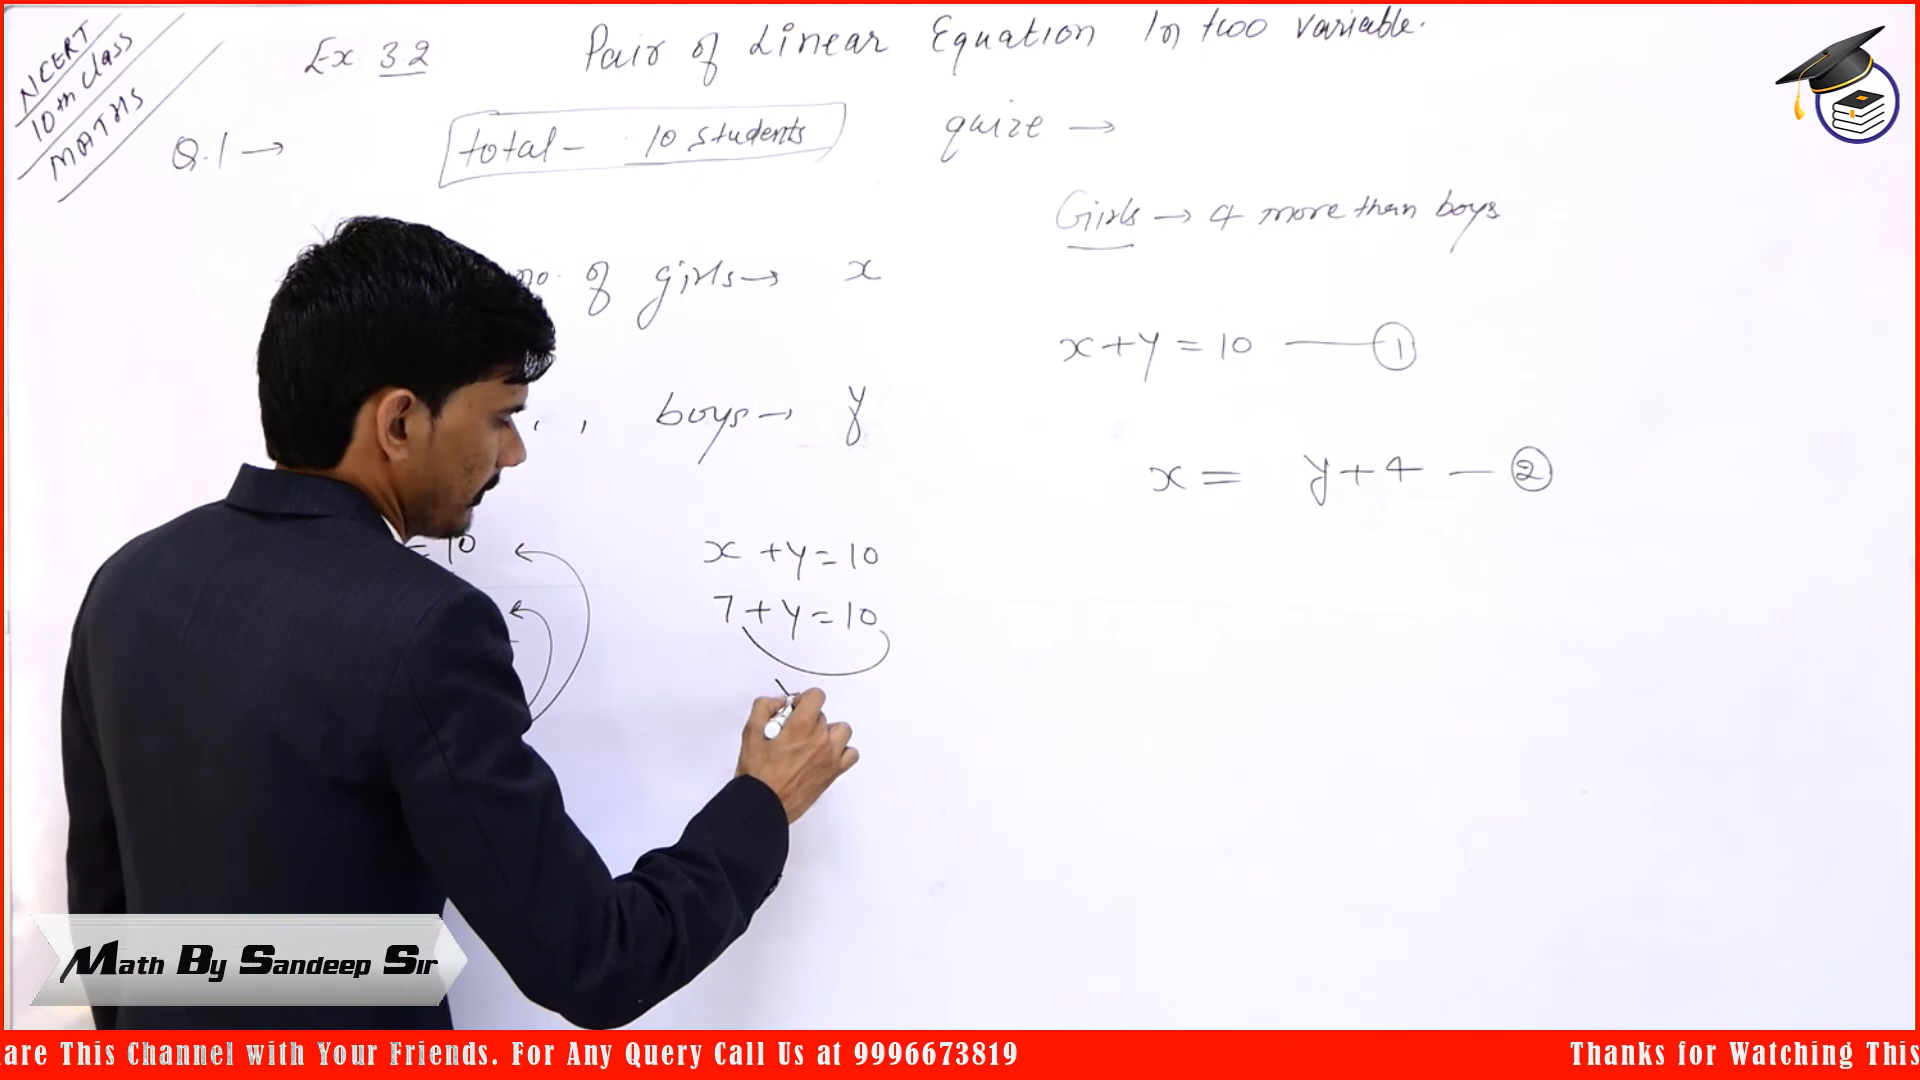 NCERT
10th Class
MATHS
Ex. 3.2
Pair of Linear Equation In two variable.
Q.1 →
total - 10 students
quize →
Girls → 4 more than boys
no. of girls → x
x + y = 10 — ①
, , boys → y
x = y + 4 — ②
= 10
x + y = 10
7 + y = 10
Math By Sandeep Sir
are This Channel with Your Friends. For Any Query Call Us at 9996673819
Thanks for Watching This